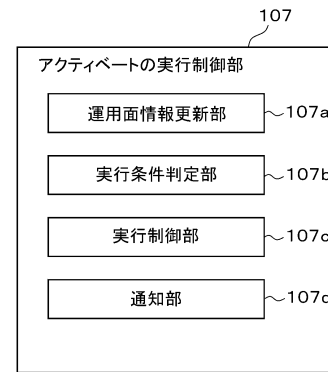 107
アクティベートの実行制御部
運用面情報更新部 107a
実行条件判定部 107b
実行制御部 107c
通知部 107d